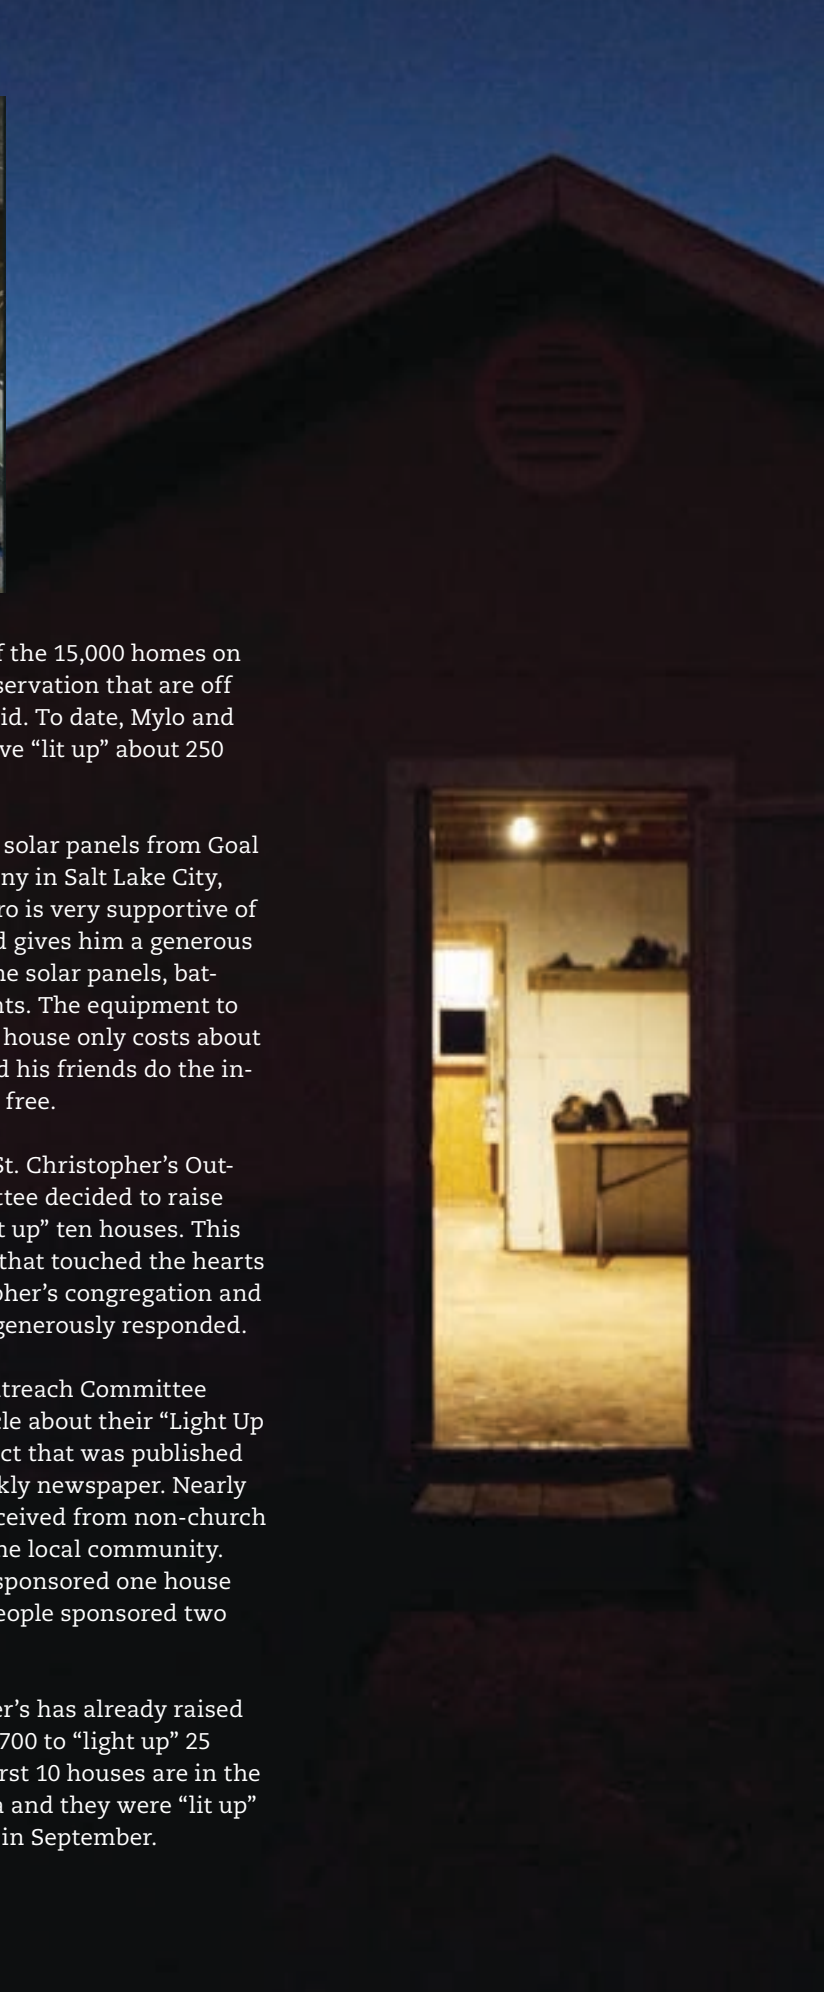 f the 15,000 homes on
servation that are off
id. To date, Mylo and
ve “lit up” about 250
solar panels from Goal
ny in Salt Lake City,
ro is very supportive of
d gives him a generous
he solar panels, bat-
nts. The equipment to
house only costs about
d his friends do the in-
free.
St. Christopher’s Out-
ttee decided to raise
t up” ten houses. This
that touched the hearts
pher’s congregation and
generously responded.
treach Committee
cle about their “Light Up
ct that was published
kly newspaper. Nearly
ceived from non-church
he local community.
sponsored one house
eople sponsored two
er’s has already raised
700 to “light up” 25
rst 10 houses are in the
n and they were “lit up”
in September.